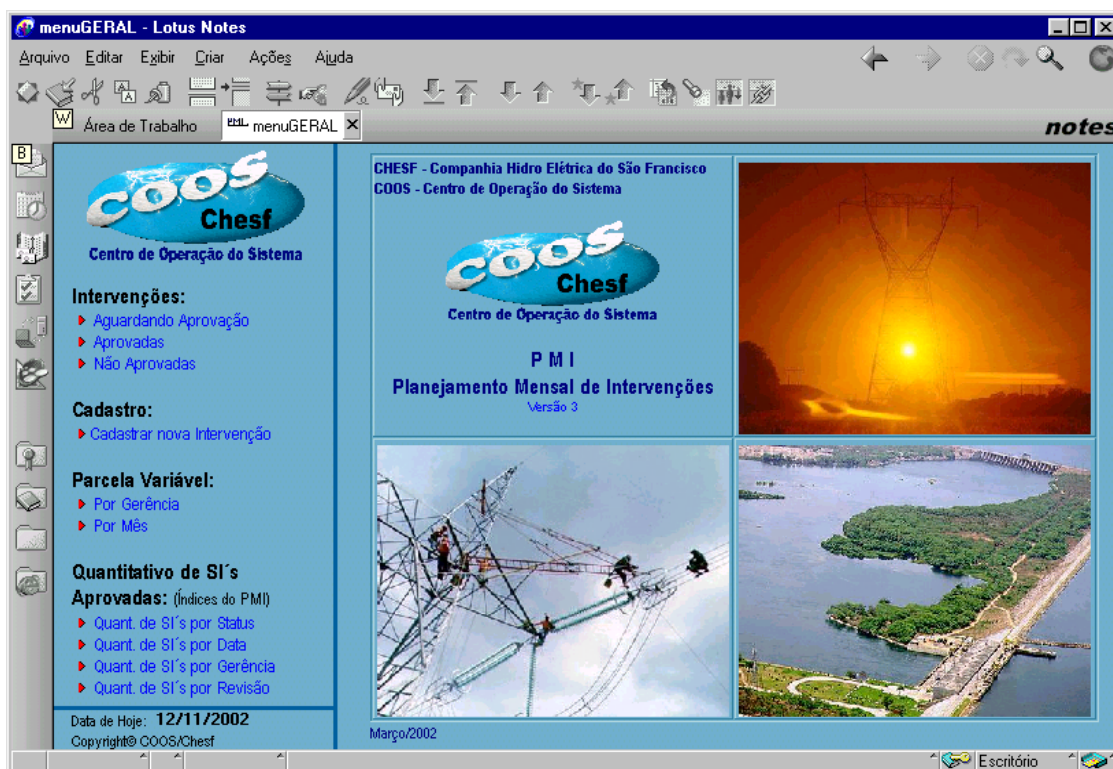 menuGERAL - Lotus Notes
Arquivo Editar Exibir Criar Ações Ajuda
W Área de Trabalho PMI menuGERAL X
notes
B
COOS
Chesf
Centro de Operação do Sistema
Intervenções:
Aguardando Aprovação
Aprovadas
Não Aprovadas
Cadastro:
Cadastrar nova Intervenção
Parcela Variável:
Por Gerência
Por Mês
Quantitativo de SI´s
Aprovadas: (Índices do PMI)
Quant. de SI´s por Status
Quant. de SI´s por Data
Quant. de SI´s por Gerência
Quant. de SI´s por Revisão
Data de Hoje: 12/11/2002
Copyright© COOS/Chesf
CHESF - Companhia Hidro Elétrica do São Francisco
COOS - Centro de Operação do Sistema
COOS
Chesf
Centro de Operação do Sistema
P M I
Planejamento Mensal de Intervenções
Versão 3
Março/2002
Escritório